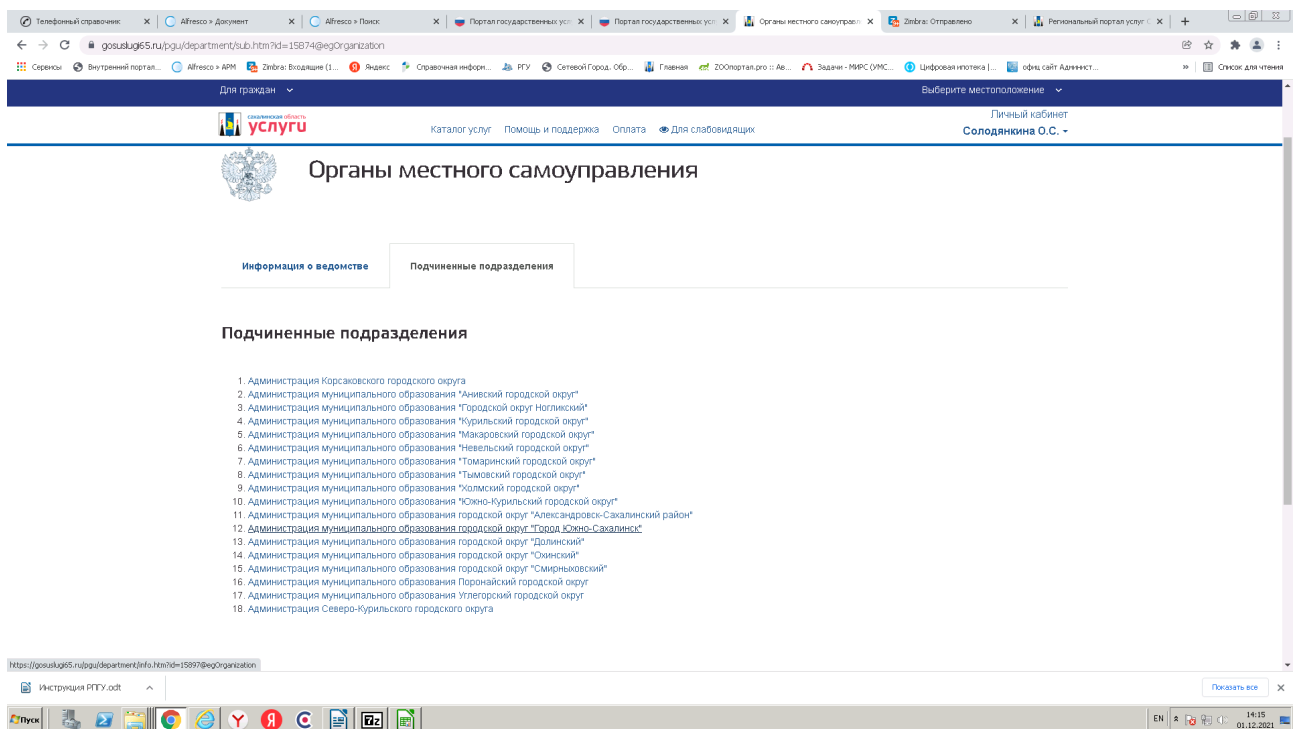 Телефонный справочник
Alfresco » Документ
Alfresco » Поиск
Портал государственных усл
Портал государственных усл
Органы местного самоуправл
Zimbra: Отправлено
Региональный портал услуг
gosuslugi65.ru/pgu/department/sub.htm?id=15874@egOrganization
Сервисы Внутренний портал... Alfresco » АРМ Zimbra: Входящие (1... Яндекс Справочная информ... РГУ Сетевой Город. Обр... Главная ZOOпортал.pro :: Ав... Задачи - МИРС (УМС... Цифровая ипотека |... офиц сайт Админист... » Список для чтения
Для граждан Выберите местоположение
сахалинская область
услуги
Каталог услуг Помощь и поддержка Оплата Для слабовидящих
Личный кабинет
Солодянкина О.С.
Органы местного самоуправления
Информация о ведомстве Подчиненные подразделения
Подчиненные подразделения
1. Администрация Корсаковского городского округа
2. Администрация муниципального образования "Анивский городской округ"
3. Администрация муниципального образования "Городской округ Ногликский"
4. Администрация муниципального образования "Курильский городской округ"
5. Администрация муниципального образования "Макаровский городской округ"
6. Администрация муниципального образования "Невельский городской округ"
7. Администрация муниципального образования "Томаринский городской округ"
8. Администрация муниципального образования "Тымовский городской округ"
9. Администрация муниципального образования "Холмский городской округ"
10. Администрация муниципального образования "Южно-Курильский городской округ"
11. Администрация муниципального образования городской округ "Александровск-Сахалинский район"
12. Администрация муниципального образования городской округ "Город Южно-Сахалинск"
13. Администрация муниципального образования городской округ "Долинский"
14. Администрация муниципального образования городской округ "Охинский"
15. Администрация муниципального образования городской округ "Смирныховский"
16. Администрация муниципального образования Поронайский городской округ
17. Администрация муниципального образования Углегорский городской округ
18. Администрация Северо-Курильского городского округа
https://gosuslugi65.ru/pgu/department/info.htm?id=15897@egOrganization
Инструкция РПГУ.odt Показать все
Пуск EN 14:15
01.12.2021